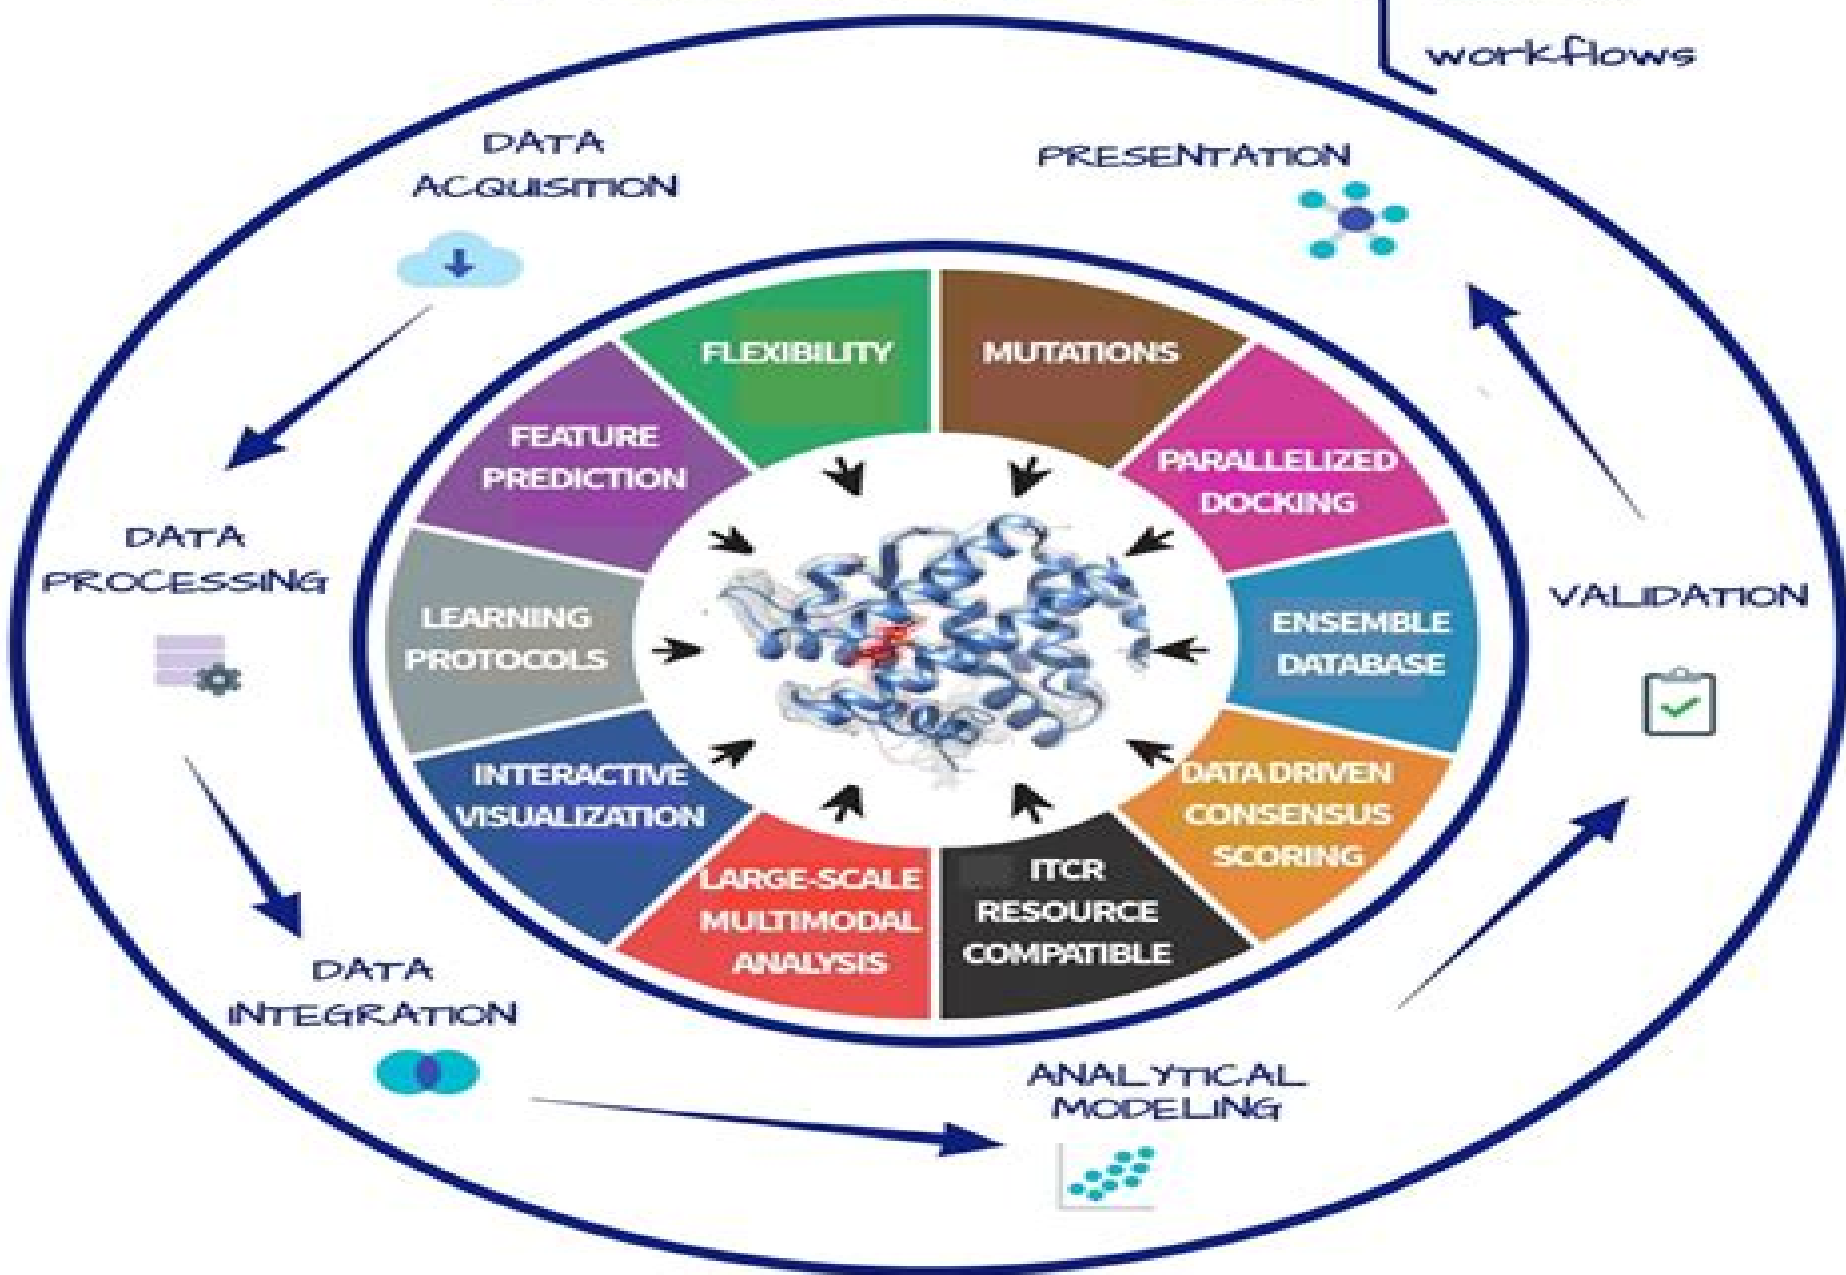 workflows
DATA
ACQUISITION
PRESENTATION
FLEXIBILITY
MUTATIONS
FEATURE
PREDICTION
PARALLELIZED
DOCKING
DATA
PROCESSING
LEARNING
PROTOCOLS
ENSEMBLE
DATABASE
VALIDATION
INTERACTIVE
VISUALIZATION
DATA DRIVEN
CONSENSUS
SCORING
LARGE-SCALE
MULTIMODAL
ANALYSIS
ITCR
RESOURCE
COMPATIBLE
DATA
INTEGRATION
ANALYTICAL
MODELING